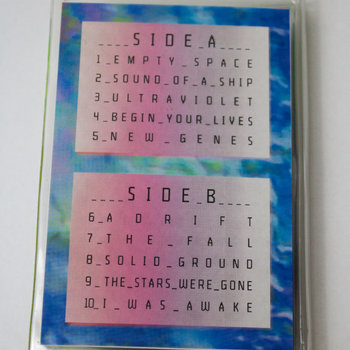 ____SIDE_A____
1_EMPTY_SPACE
2_SOUND_OF_A_SHIP
3_ULTRAVIOLET
4_BEGIN_YOUR_LIVES
5_NEW_GENES
____SIDE_B____
6_ADRIFT
7_THE_FALL
8_SOLID_GROUND
9_THE_STARS_WERE_GONE
10_I_WAS_AWAKE